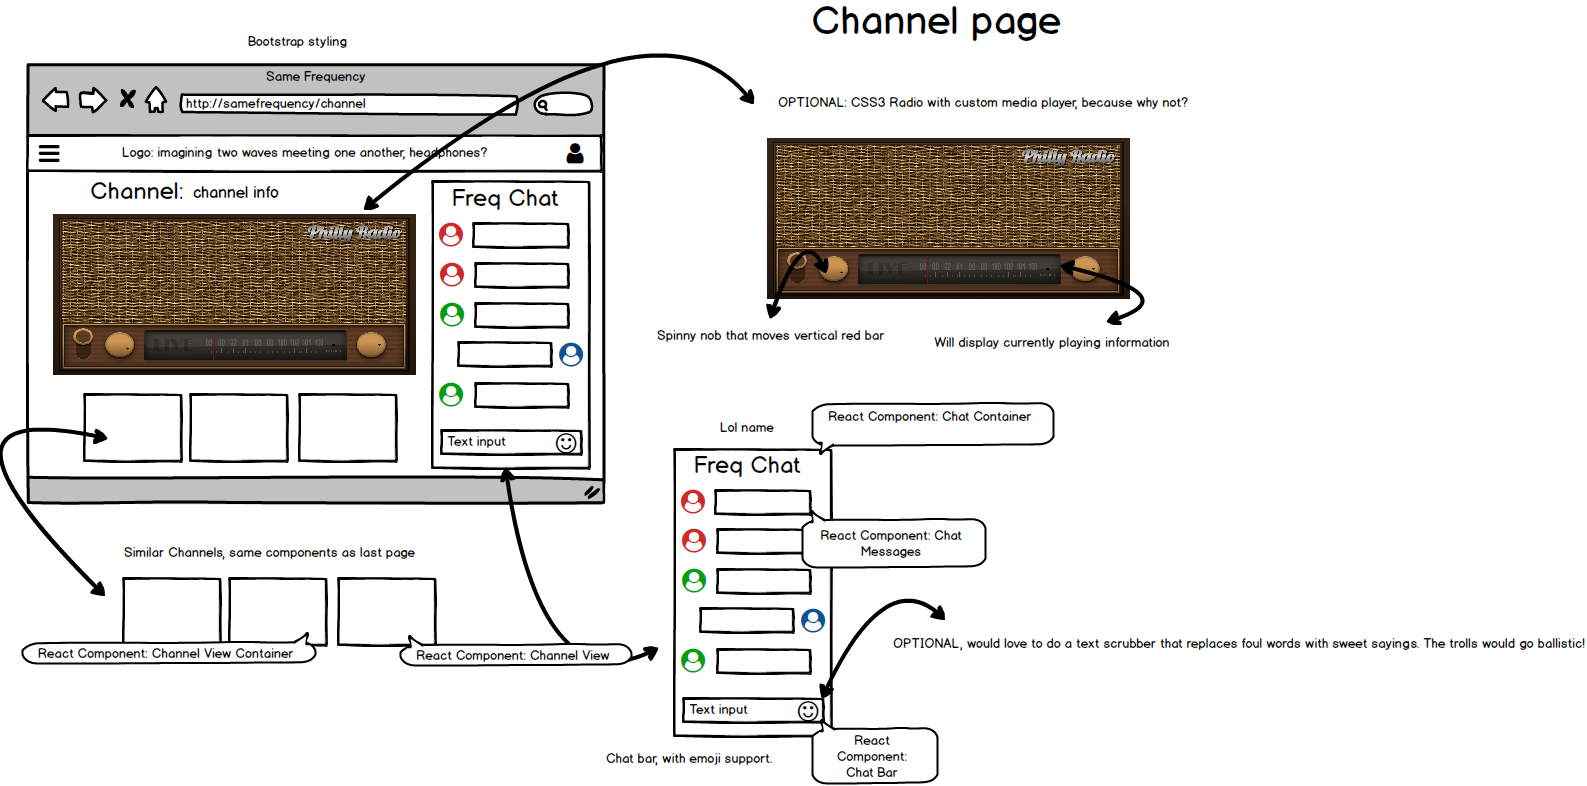 Channel page
Bootstrap styling
Same Frequency
http://samefrequency/channel
Logo: imagining two waves meeting one another, headphones?
Channel: channel info
Philly Radio
LIVE
Freq Chat
Text input
OPTIONAL: CSS3 Radio with custom media player, because why not?
Philly Radio
LIVE
Spinny nob that moves vertical red bar
Will display currently playing information
Similar Channels, same components as last page
React Component: Channel View Container
React Component: Channel View
Lol name
React Component: Chat Container
Freq Chat
React Component: Chat
Messages
OPTIONAL, would love to do a text scrubber that replaces foul words with sweet sayings. The trolls would go ballistic!
Text input
React
Component:
Chat Bar
Chat bar, with emoji support.